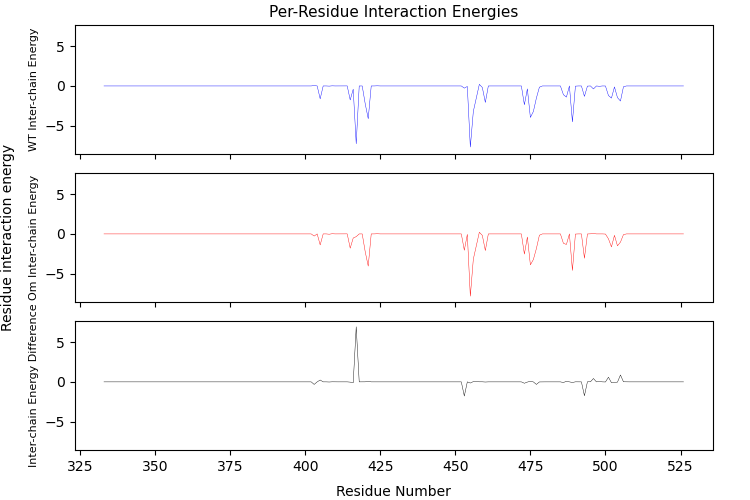 Per-Residue Interaction Energies
Residue interaction energy
WT Inter-chain Energy
5
0
−5
Om Inter-chain Energy
5
0
−5
Inter-chain Energy Difference
5
0
−5
325 350 375 400 425 450 475 500 525
Residue Number